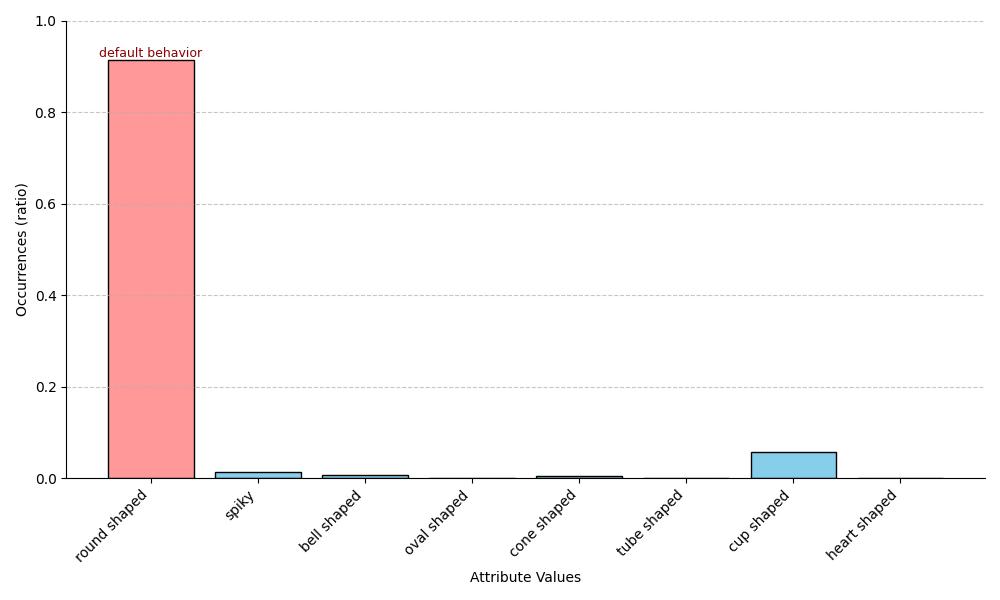 default behavior
Occurrences (ratio)
1.0
0.8
0.6
0.4
0.2
0.0
round shaped
spiky
bell shaped
oval shaped
cone shaped
tube shaped
cup shaped
heart shaped
Attribute Values